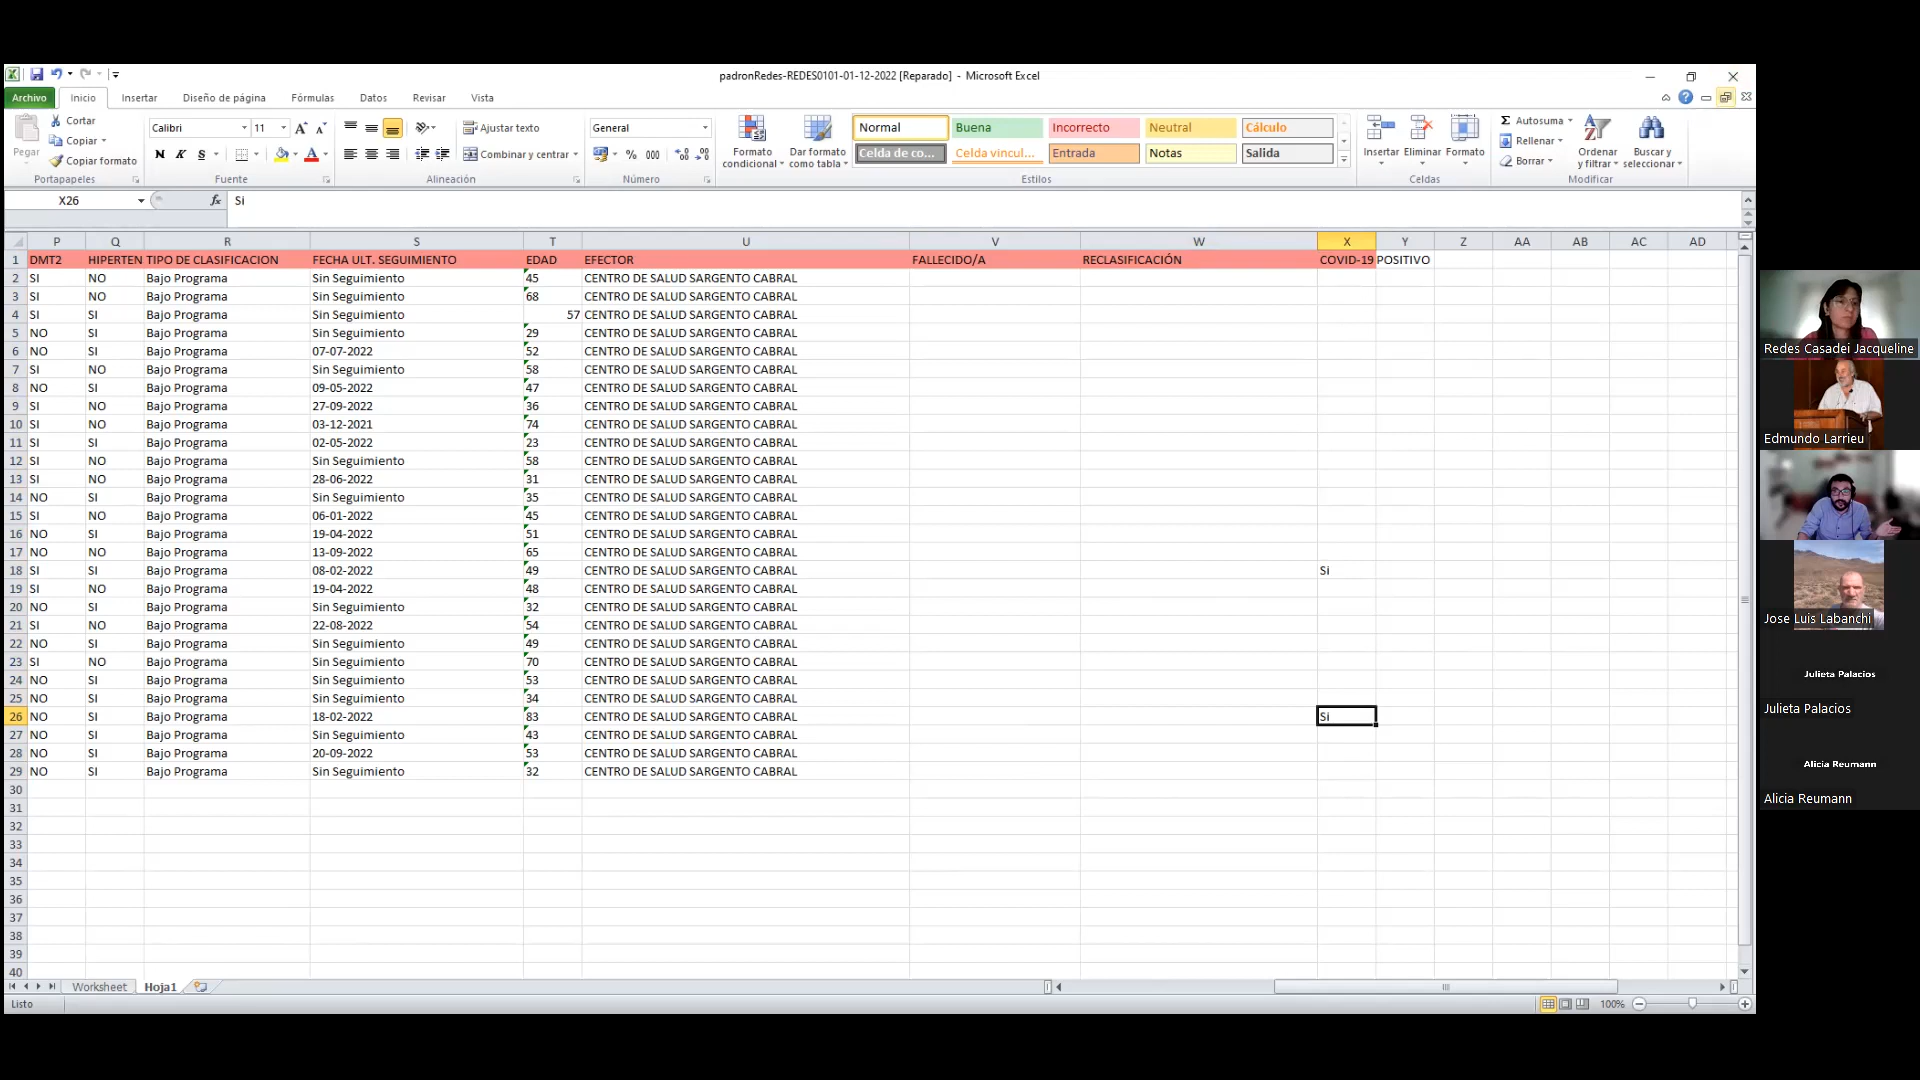 padronRedes-REDES0101-01-12-2022 [Reparado] - Microsoft Excel
Archivo Inicio Insertar Diseño de página Fórmulas Datos Revisar Vista
Pegar Cortar Copiar Copiar formato
Calibri 11
N K S
Ajustar texto
Combinar y centrar
General
% 000
Formato condicional
Dar formato como tabla
Normal Buena Incorrecto Neutral Cálculo
Celda de co... Celda vincul... Entrada Notas Salida
Insertar Eliminar Formato
Autosuma
Rellenar
Borrar
Ordenar y filtrar
Buscar y seleccionar
Portapapeles Fuente Alineación Número Estilos Celdas Modificar
X26 fx Si
P Q R S T U V W X Y Z AA AB AC AD
1 DMT2 HIPERTEN TIPO DE CLASIFICACION FECHA ULT. SEGUIMIENTO EDAD EFECTOR FALLECIDO/A RECLASIFICACIÓN COVID-19 POSITIVO
2 SI NO Bajo Programa Sin Seguimiento 45 CENTRO DE SALUD SARGENTO CABRAL
3 SI NO Bajo Programa Sin Seguimiento 68 CENTRO DE SALUD SARGENTO CABRAL
4 SI SI Bajo Programa Sin Seguimiento 57 CENTRO DE SALUD SARGENTO CABRAL
5 NO SI Bajo Programa Sin Seguimiento 29 CENTRO DE SALUD SARGENTO CABRAL
6 NO SI Bajo Programa 07-07-2022 52 CENTRO DE SALUD SARGENTO CABRAL
7 SI NO Bajo Programa Sin Seguimiento 58 CENTRO DE SALUD SARGENTO CABRAL
8 NO SI Bajo Programa 09-05-2022 47 CENTRO DE SALUD SARGENTO CABRAL
9 SI NO Bajo Programa 27-09-2022 36 CENTRO DE SALUD SARGENTO CABRAL
10 SI NO Bajo Programa 03-12-2021 74 CENTRO DE SALUD SARGENTO CABRAL
11 SI SI Bajo Programa 02-05-2022 23 CENTRO DE SALUD SARGENTO CABRAL
12 SI NO Bajo Programa Sin Seguimiento 58 CENTRO DE SALUD SARGENTO CABRAL
13 SI NO Bajo Programa 28-06-2022 31 CENTRO DE SALUD SARGENTO CABRAL
14 NO SI Bajo Programa Sin Seguimiento 35 CENTRO DE SALUD SARGENTO CABRAL
15 SI NO Bajo Programa 06-01-2022 45 CENTRO DE SALUD SARGENTO CABRAL
16 NO SI Bajo Programa 19-04-2022 51 CENTRO DE SALUD SARGENTO CABRAL
17 NO NO Bajo Programa 13-09-2022 65 CENTRO DE SALUD SARGENTO CABRAL
18 SI SI Bajo Programa 08-02-2022 49 CENTRO DE SALUD SARGENTO CABRAL Si
19 SI NO Bajo Programa 19-04-2022 48 CENTRO DE SALUD SARGENTO CABRAL
20 NO SI Bajo Programa Sin Seguimiento 32 CENTRO DE SALUD SARGENTO CABRAL
21 SI NO Bajo Programa 22-08-2022 54 CENTRO DE SALUD SARGENTO CABRAL
22 NO SI Bajo Programa Sin Seguimiento 49 CENTRO DE SALUD SARGENTO CABRAL
23 SI NO Bajo Programa Sin Seguimiento 70 CENTRO DE SALUD SARGENTO CABRAL
24 NO SI Bajo Programa Sin Seguimiento 53 CENTRO DE SALUD SARGENTO CABRAL
25 NO SI Bajo Programa Sin Seguimiento 34 CENTRO DE SALUD SARGENTO CABRAL
26 NO SI Bajo Programa 18-02-2022 83 CENTRO DE SALUD SARGENTO CABRAL Si
27 NO SI Bajo Programa Sin Seguimiento 43 CENTRO DE SALUD SARGENTO CABRAL
28 NO SI Bajo Programa 20-09-2022 53 CENTRO DE SALUD SARGENTO CABRAL
29 NO SI Bajo Programa Sin Seguimiento 32 CENTRO DE SALUD SARGENTO CABRAL
30
31
32
33
34
35
36
37
38
39
40
Worksheet Hoja1
Listo 100%
Redes Casadei Jacqueline
Edmundo Larrieu
Jose Luis Labanchi
Julieta Palacios
Julieta Palacios
Alicia Reumann
Alicia Reumann